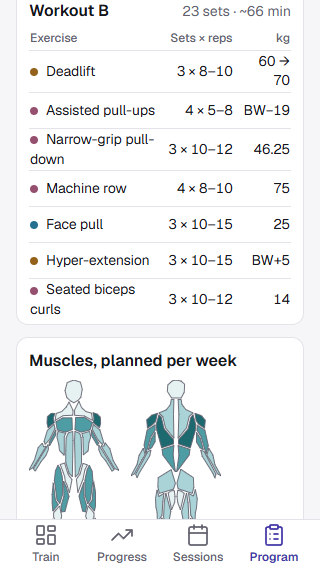 Workout B 23 sets · ~66 min
Exercise Sets × reps kg
Deadlift 3 × 8–10 60 →
70
Assisted pull-ups 4 × 5–8 BW−19
Narrow-grip pull-
down 3 × 10–12 46.25
Machine row 4 × 8–10 75
Face pull 3 × 10–15 25
Hyper-extension 3 × 10–15 BW+5
Seated biceps
curls 3 × 10–12 14
Muscles, planned per week
Train Progress Sessions Program